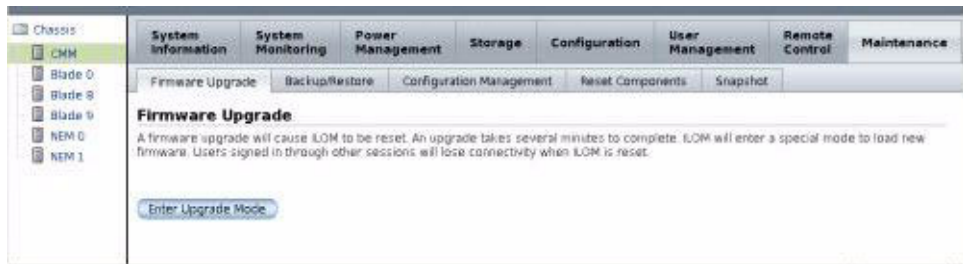 Chassis
CMM
Blade 0
Blade 8
Blade 9
NEM 0
NEM 1
System Information
System Monitoring
Power Management
Storage
Configuration
User Management
Remote Control
Maintenance
Firmware Upgrade
Backup/Restore
Configuration Management
Reset Components
Snapshot
Firmware Upgrade
A firmware upgrade will cause ILOM to be reset. An upgrade takes several minutes to complete. ILOM will enter a special mode to load new
firmware. Users signed in through other sessions will lose connectivity when ILOM is reset.
Enter Upgrade Mode